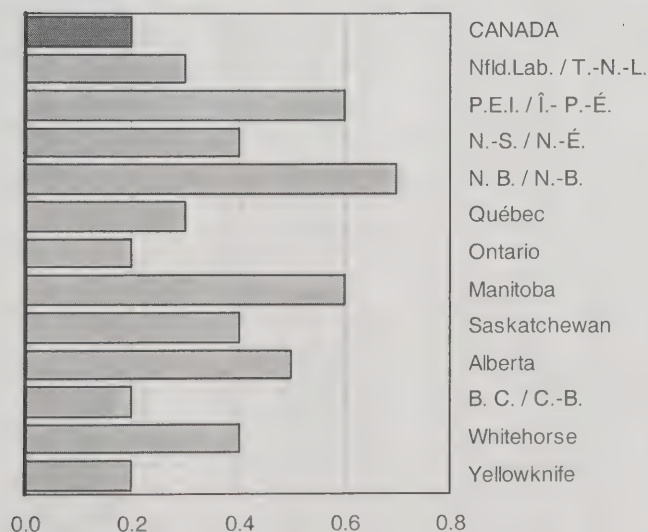 CANADA
Nfld.Lab. / T.-N.-L.
P.E.I. / Î.- P.-É.
N.-S. / N.-É.
N. B. / N.-B.
Québec
Ontario
Manitoba
Saskatchewan
Alberta
B. C. / C.-B.
Whitehorse
Yellowknife
0.0 0.2 0.4 0.6 0.8